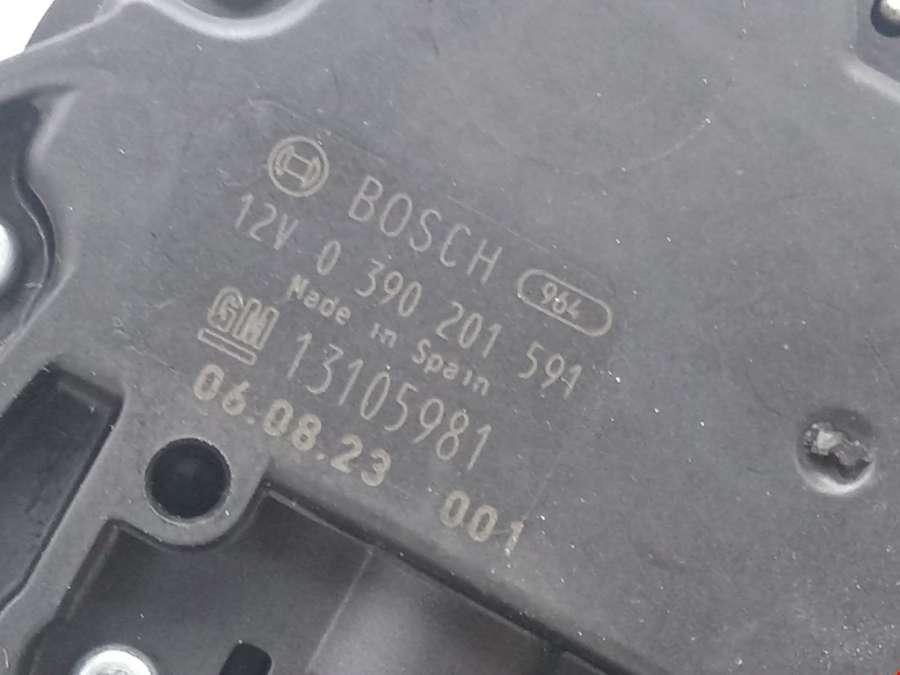 BOSCH 964
12V 0 390 201 591
Made in Spain
GM 13105981
06.08.23 001